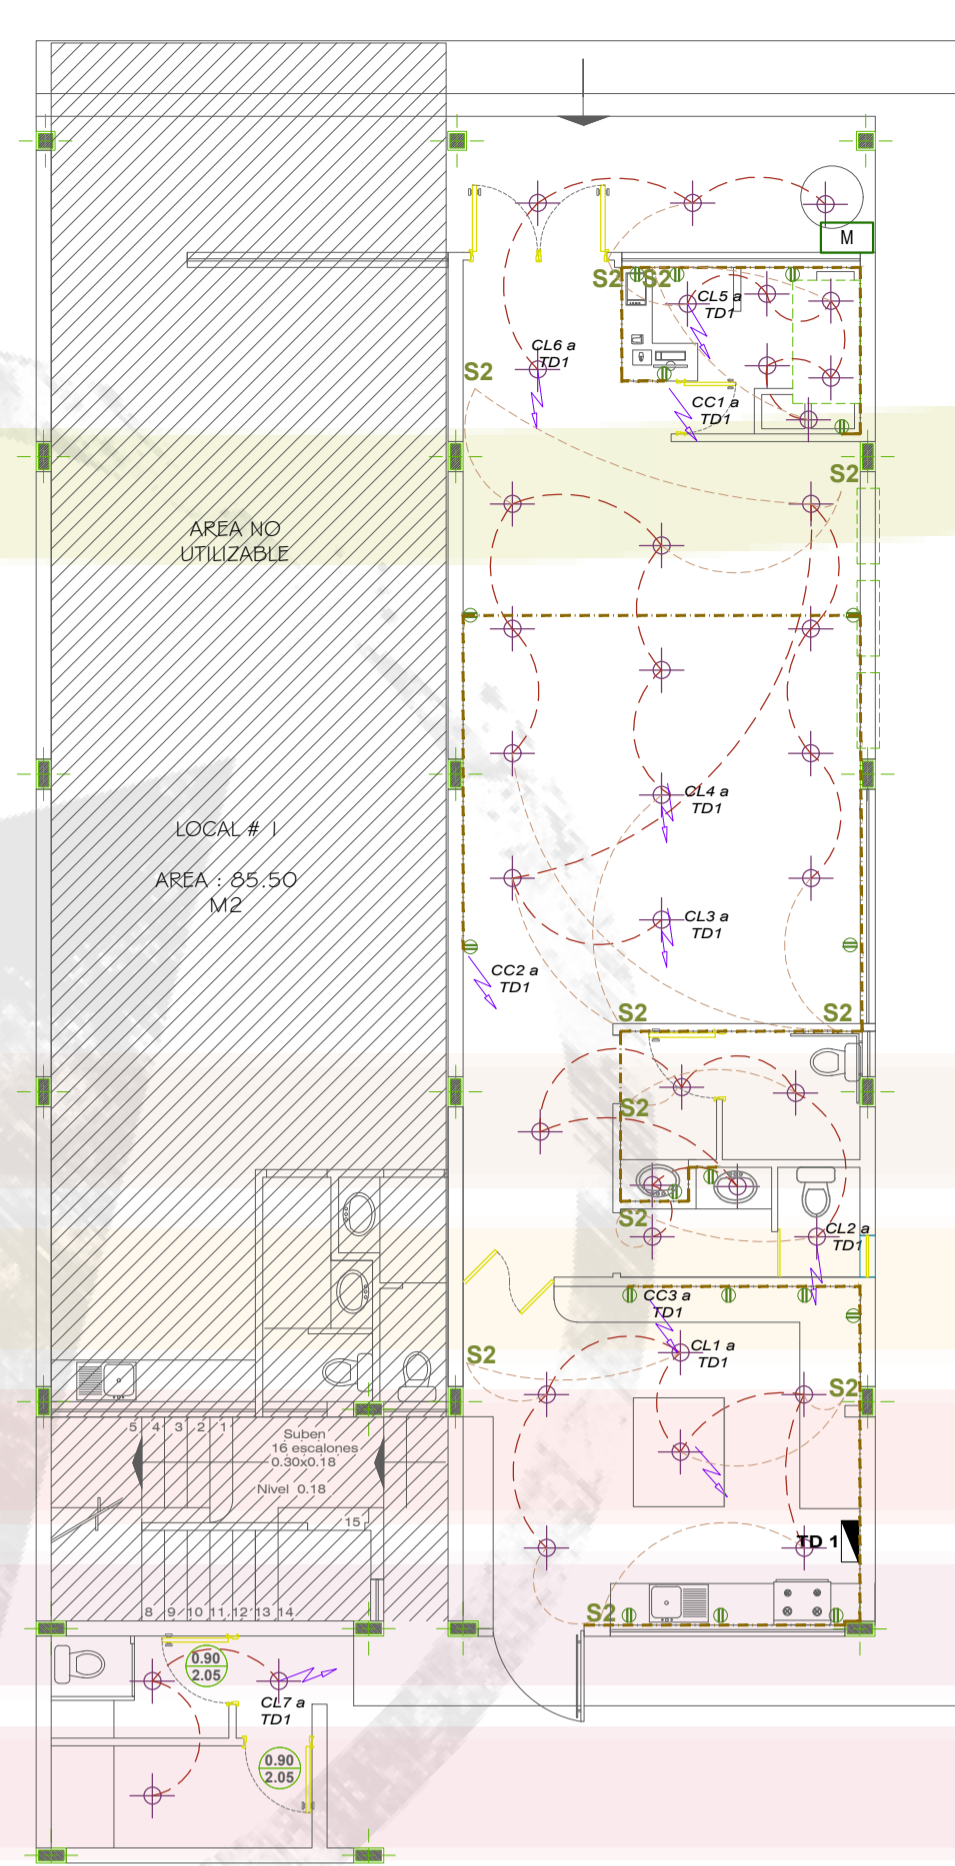 M
S2
S2
CL5 a
TD1
CL6 a
TD1
S2
CC1 a
TD1
S2
AREA NO
UTILIZABLE
CL4 a
TD1
LOCAL # 1
AREA : 85.50
M2
CL3 a
TD1
CC2 a
TD1
S2
S2
S2
S2
CL2 a
TD1
CC3 a
TD1
CL1 a
TD1
S2
S2
5
4
3
2
1
Suben
16 escalones
0.30x0.18
Nivel 0.18
15
TD 1
8
9
10
11
12
13
14
S2
0.90
2.05
CL7 a
TD1
0.90
2.05